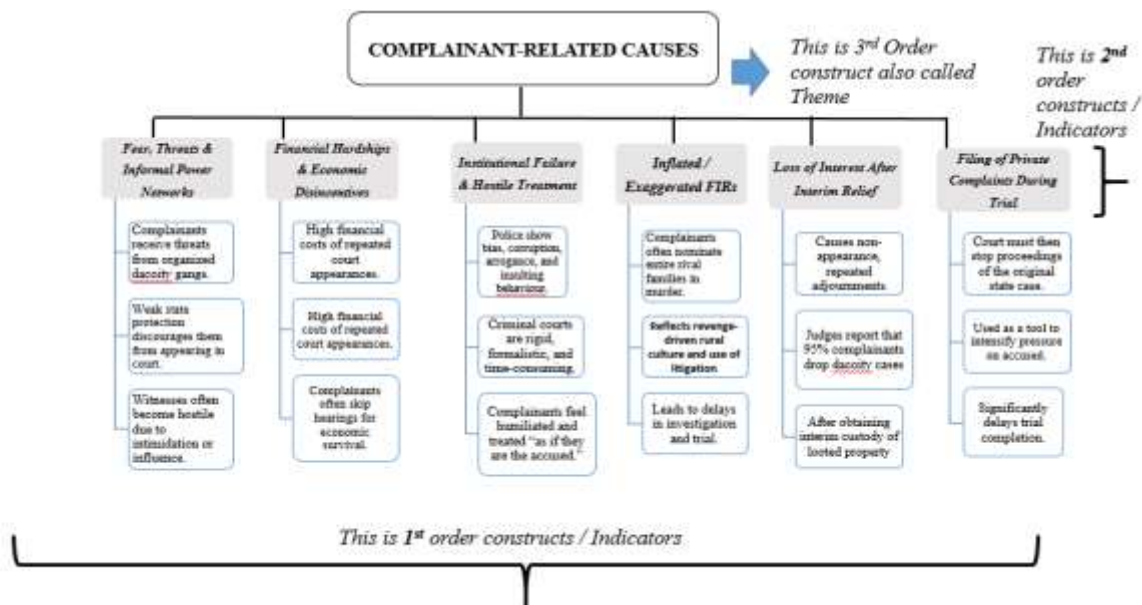 COMPLAINANT-RELATED CAUSES
This is 3rd Order
construct also called
Theme
This is 2nd
order
constructs /
Indicators
Fear, Threats &
Informal Power
Networks
Complainants
receive threats
from organized
dacoity gangs.
Weak state
protection
discourages them
from appearing in
court.
Witnesses often
become hostile
due to
intimidation or
influence.
Financial Hardships
& Economic
Disincentives
High financial
costs of repeated
court
appearances.
High financial
costs of repeated
court appearances.
Complainants
often skip
hearings for
economic
survival.
Institutional Failure
& Hostile Treatment
Police show
bias, corruption,
arrogance, and
insulting
behaviour.
Criminal courts
are rigid,
formalistic, and
time-consuming.
Complainants feel
humiliated and
treated "as if they
are the accused."
Inflated /
Exaggerated FIRs
Complainants
often nominate
entire rival
families in
murder.
Reflects revenge-
driven rural
culture and use of
litigation
Leads to delays
in investigation
and trial.
Loss of Interest After
Interim Relief
Causes non-
appearance,
repeated
adjournments
Judges report that
95% complainants
drop dacoity cases
After obtaining
interim custody of
looted property
Filing of Private
Complaints During
Trial
Court must then
stop proceedings
of the original
state case.
Used as a tool to
intensify pressure
on accused.
Significantly
delays trial
completion.
This is 1st order constructs / Indicators